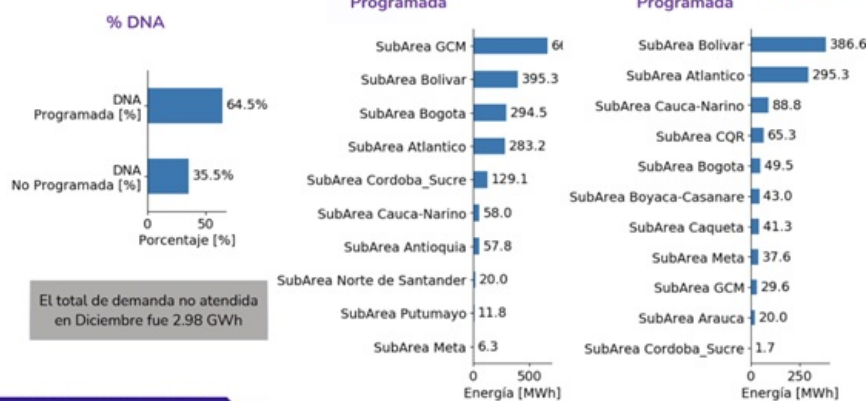 % DNA
DNA
Programada [%]
64.5%
DNA
No Programada [%]
35.5%
0
50
Porcentaje [%]
El total de demanda no atendida
en Diciembre fue 2.98 GWh
Programada
SubArea GCM
SubArea Bolivar
395.3
SubArea Bogota
294.5
SubArea Atlantico
283.2
SubArea Cordoba_Sucre
129.1
SubArea Cauca-Narino
58.0
SubArea Antioquia
57.8
SubArea Norte de Santander
20.0
SubArea Putumayo
11.8
SubArea Meta
6.3
0
500
Energía [MWh]
Programada
SubArea Bolivar
386.6
SubArea Atlantico
295.3
SubArea Cauca-Narino
88.8
SubArea CQR
65.3
SubArea Bogota
49.5
SubArea Boyaca-Casanare
43.0
SubArea Caqueta
41.3
SubArea Meta
37.6
SubArea GCM
29.6
SubArea Arauca
20.0
SubArea Cordoba_Sucre
1.7
0
250
Energía [MWh]